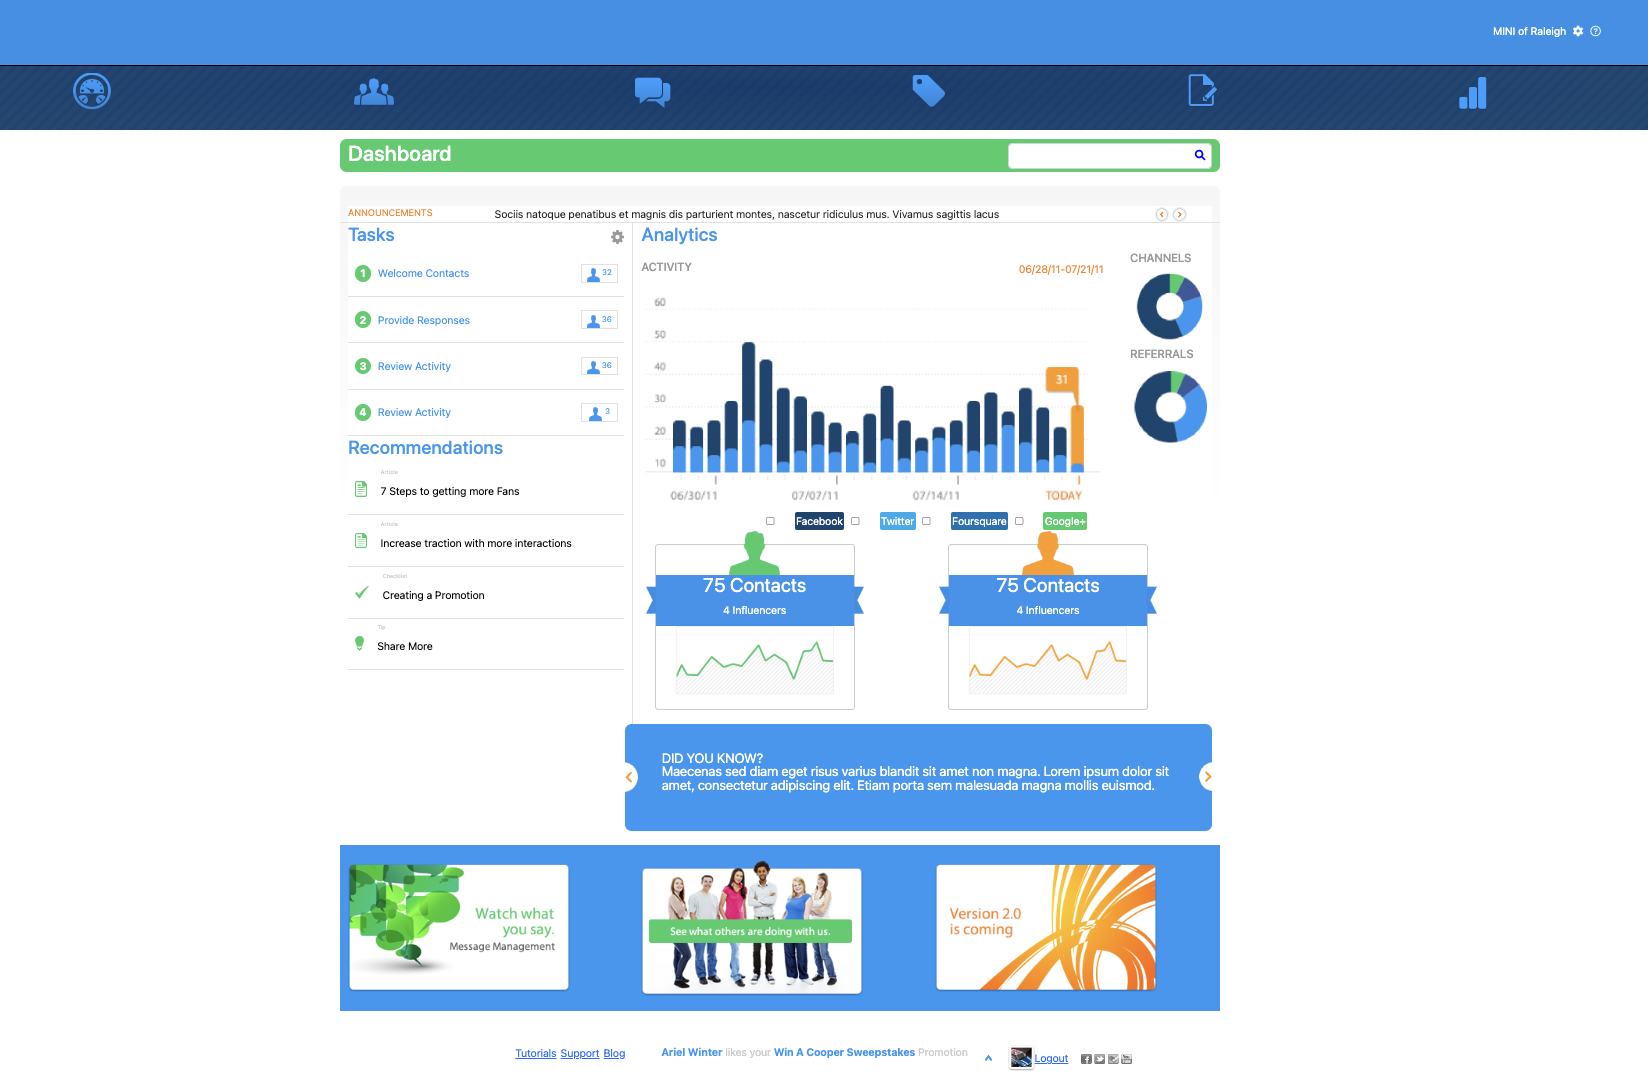 MINI of Raleigh
Dashboard
ANNOUNCEMENTS
Sociis natoque penatibus et magnis dis parturient montes, nascetur ridiculus mus. Vivamus sagittis lacus
Tasks
1 Welcome Contacts 32
2 Provide Responses 36
3 Review Activity 36
4 Review Activity 3
Recommendations
Article
7 Steps to getting more Fans
Article
Increase traction with more interactions
Checklist
Creating a Promotion
Tip
Share More
Analytics
ACTIVITY
06/28/11-07/21/11
60
50
40
30
20
10
31
06/30/11 07/07/11 07/14/11 TODAY
CHANNELS
REFERRALS
Facebook Twitter Foursquare Google+
75 Contacts
4 Influencers
75 Contacts
4 Influencers
DID YOU KNOW?
Maecenas sed diam eget risus varius blandit sit amet non magna. Lorem ipsum dolor sit
amet, consectetur adipiscing elit. Etiam porta sem malesuada magna mollis euismod.
Watch what
you say.
Message Management
See what others are doing with us.
Version 2.0
is coming
Tutorials Support Blog
Ariel Winter likes your Win A Cooper Sweepstakes Promotion
Logout